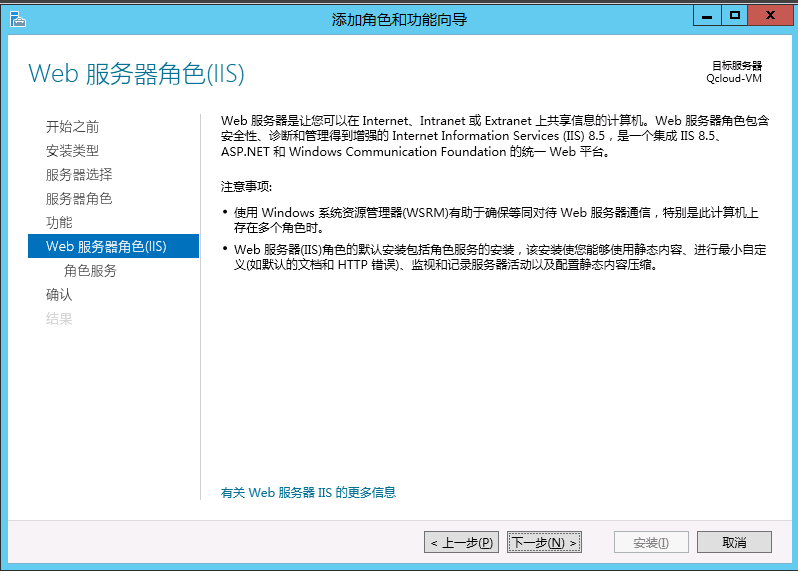 添加角色和功能向导
Web 服务器角色(IIS)
目标服务器
Qcloud-VM
开始之前
安装类型
服务器选择
服务器角色
功能
Web 服务器角色(IIS)
角色服务
确认
结果
Web 服务器是让您可以在 Internet、Intranet 或 Extranet 上共享信息的计算机。Web 服务器角色包含
安全性、诊断和管理得到增强的 Internet Information Services (IIS) 8.5，是一个集成 IIS 8.5、
ASP.NET 和 Windows Communication Foundation 的统一 Web 平台。
注意事项:
• 使用 Windows 系统资源管理器(WSRM)有助于确保等同对待 Web 服务器通信，特别是此计算机上
存在多个角色时。
• Web 服务器(IIS)角色的默认安装包括角色服务的安装，该安装使您能够使用静态内容、进行最小自定
义(如默认的文档和 HTTP 错误)、监视和记录服务器活动以及配置静态内容压缩。
有关 Web 服务器 IIS 的更多信息
< 上一步(P)
下一步(N) >
安装(I)
取消